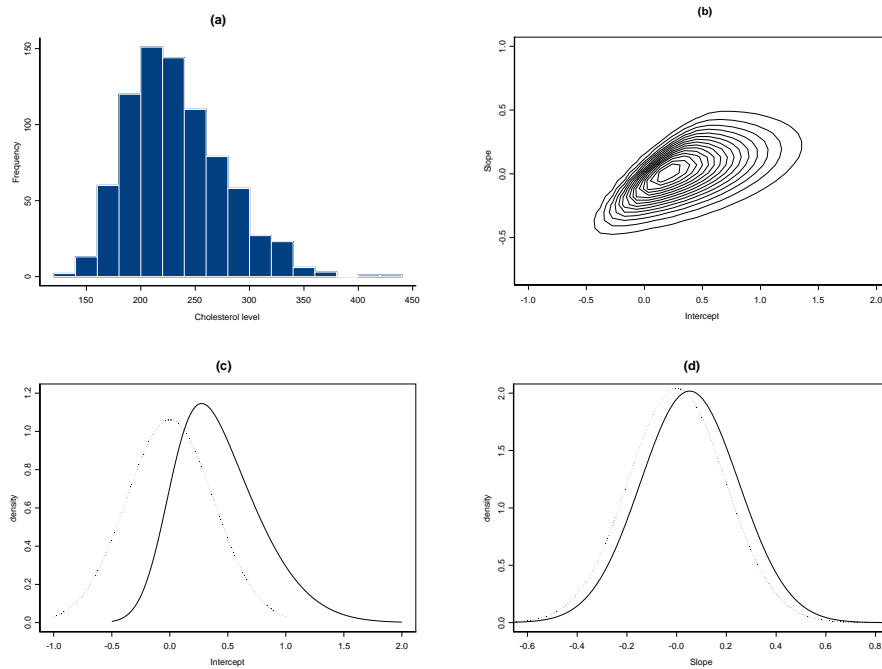 (a)
Frequency
150
100
50
0
150 200 250 300 350 400 450
Cholesterol level
(b)
Slope
1.0
0.5
0.0
-0.5
-1.0 -0.5 0.0 0.5 1.0 1.5 2.0
Intercept
(c)
density
1.2
1.0
0.8
0.6
0.4
0.2
0.0
-1.0 -0.5 0.0 0.5 1.0 1.5 2.0
Intercept
(d)
density
2.0
1.5
1.0
0.5
0.0
-0.6 -0.4 -0.2 -0.0 0.2 0.4 0.6 0.8
Slope